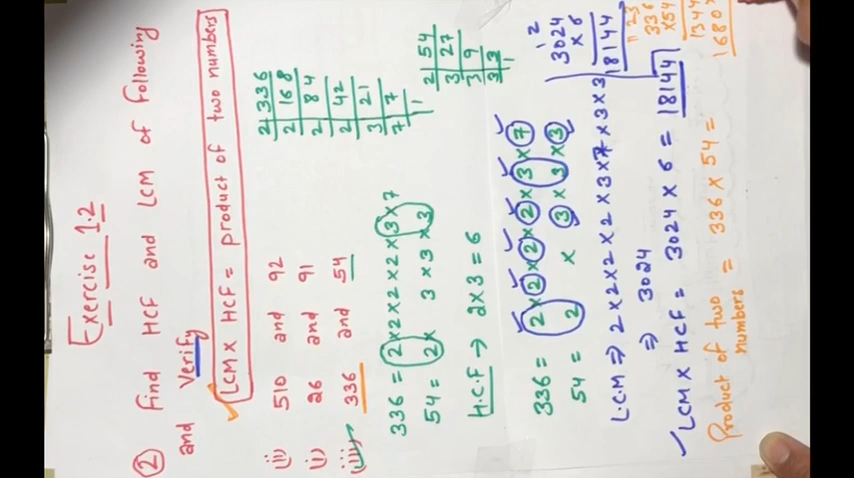 Exercise 1.2
② Find HCF and LCM of following
and Verify
LCM X HCF = product of two numbers
(ii) 510 and 92
(i) 26 and 91
(iii) 336 and 54
336 = 2×2×2×2×3×7
54 = 2× 3×3×3
H.C.F → 2×3=6
2 336
2 168
2 84
2 42
3 21
7 7
1
2 54
3 27
3 9
3 3
1
336 = 2×2×2×2×3×7
54 = 2 × 3×3×3
L.C.M ⇒ 2×2×2×2×3×7×3×3
⇒ 3024
LCM X HCF = 3024 × 6 = 18144
Product of two = 336 × 54 =
numbers
1 2
3024
× 6
18144
1 2 3
336
×54
1344
1680×